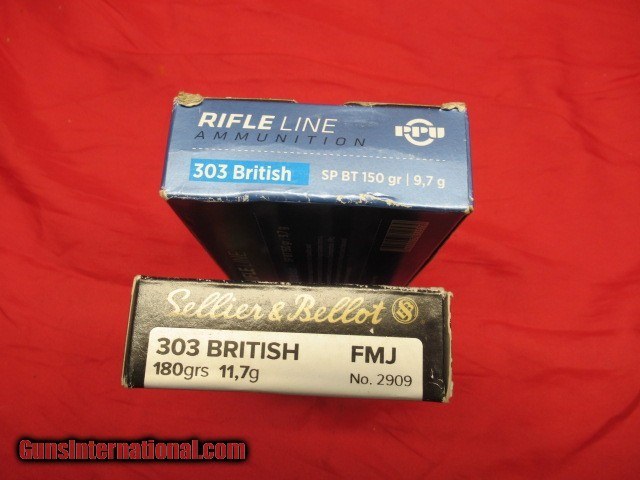 RIFLE LINE
AMMUNITION
PPU
303 British SP BT 150 gr | 9,7 g
Sellier & Bellot
303 BRITISH FMJ
180grs 11,7g No. 2909
GunsInternational.com